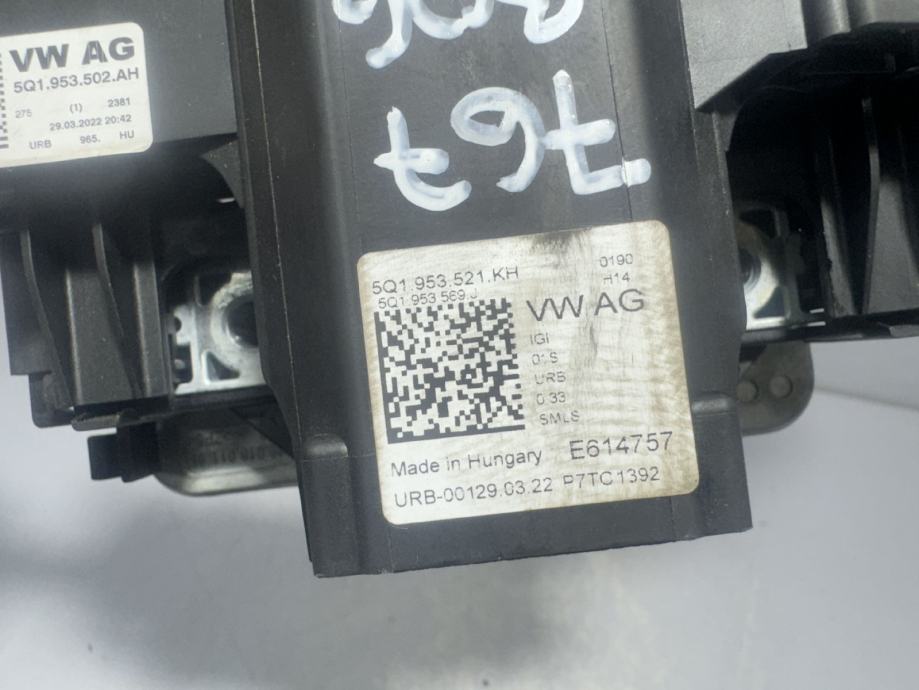 VW AG
5Q1.953.502.AH
275 (1) 2381
29.03.2022 20:42
URB 965. HU
767
5Q1.953.521.KH
5Q1.953.569.J
0190
H14
VW AG
IGI
01S
URB
0.33
SMLS
Made in Hungary E614757
URB-00129.03.22 P7TC1392